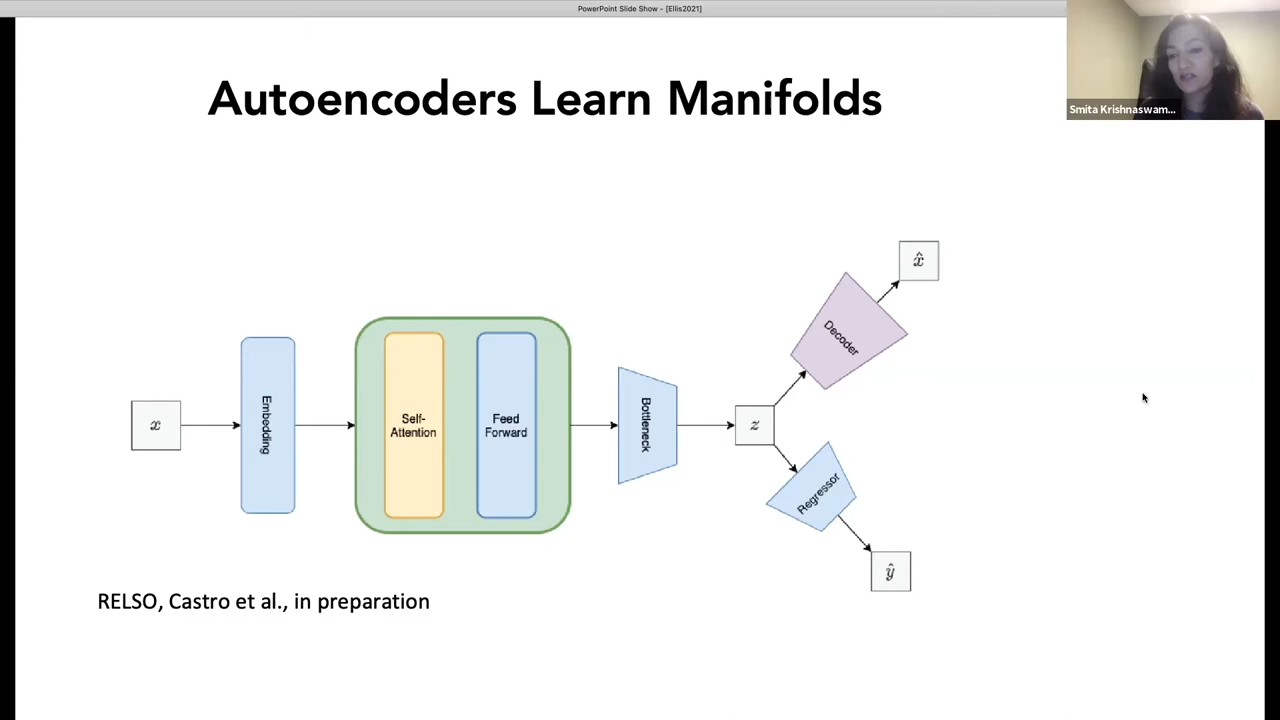 PowerPoint Slide Show - [Ellis2021]
Autoencoders Learn Manifolds
Smita Krishnaswam...
x
Embedding
Self-
Attention
Feed
Forward
Bottleneck
z
Decoder
x̂
Regressor
ŷ
RELSO, Castro et al., in preparation